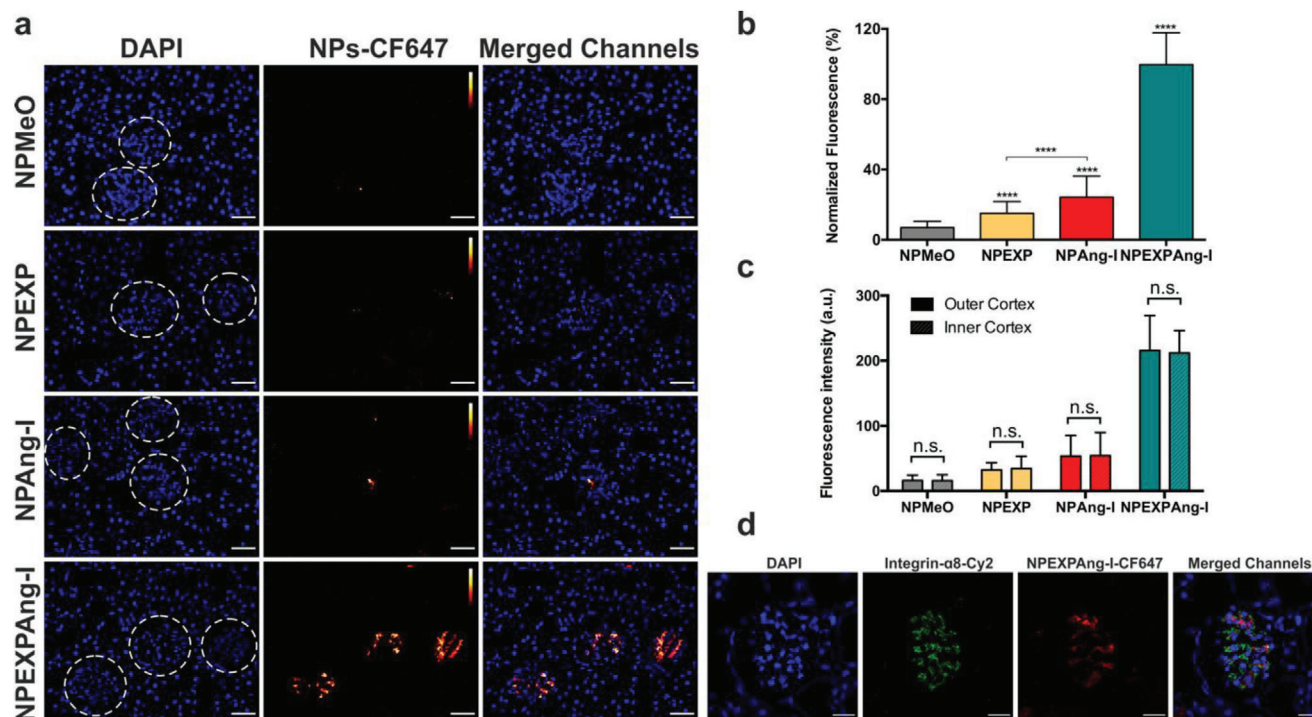 a
DAPI NPs-CF647 Merged Channels
NPMeO
NPEXP
NPAng-I
NPEXPAng-I
b
Normalized Fluorescence (%)
120
80
40
0
****
****
****
****
NPMeO NPEXP NPAng-I NPEXPAng-I
c
Fluorescence intensity (a.u.)
300
200
100
0
Outer Cortex
Inner Cortex
n.s.
n.s.
n.s.
n.s.
NPMeO NPEXP NPAng-I NPEXPAng-I
d
DAPI Integrin-α8-Cy2 NPEXPAng-I-CF647 Merged Channels